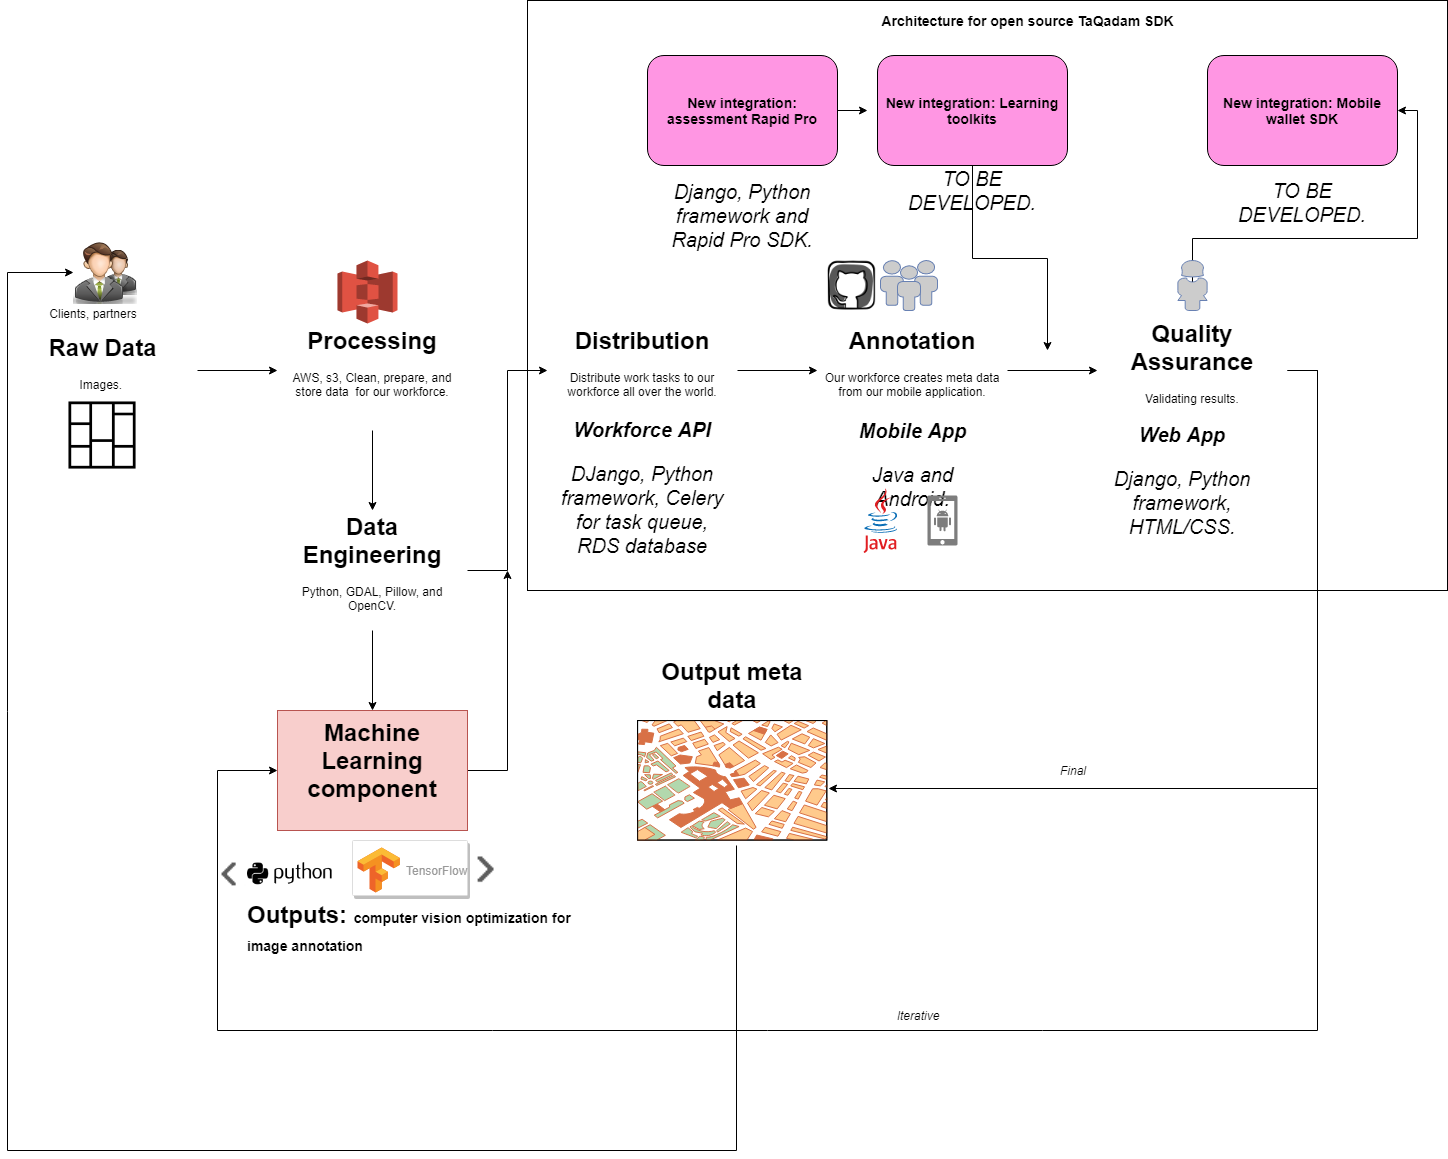 Architecture for open source TaQadam SDK
New integration:
assessment Rapid Pro
New integration: Learning
toolkits
New integration: Mobile
wallet SDK
Django, Python
framework and
Rapid Pro SDK.
TO BE
DEVELOPED.
TO BE
DEVELOPED.
Clients, partners
Raw Data
Images.
Processing
AWS, s3, Clean, prepare, and
store data for our workforce.
Distribution
Distribute work tasks to our
workforce all over the world.
Workforce API
DJango, Python
framework, Celery
for task queue,
RDS database
Annotation
Our workforce creates meta data
from our mobile application.
Mobile App
Java and
Android.
Java
Quality
Assurance
Validating results.
Web App
Django, Python
framework,
HTML/CSS.
Data
Engineering
Python, GDAL, Pillow, and
OpenCV.
Machine
Learning
component
python
TensorFlow
Outputs: computer vision optimization for
image annotation
Output meta
data
Final
Iterative